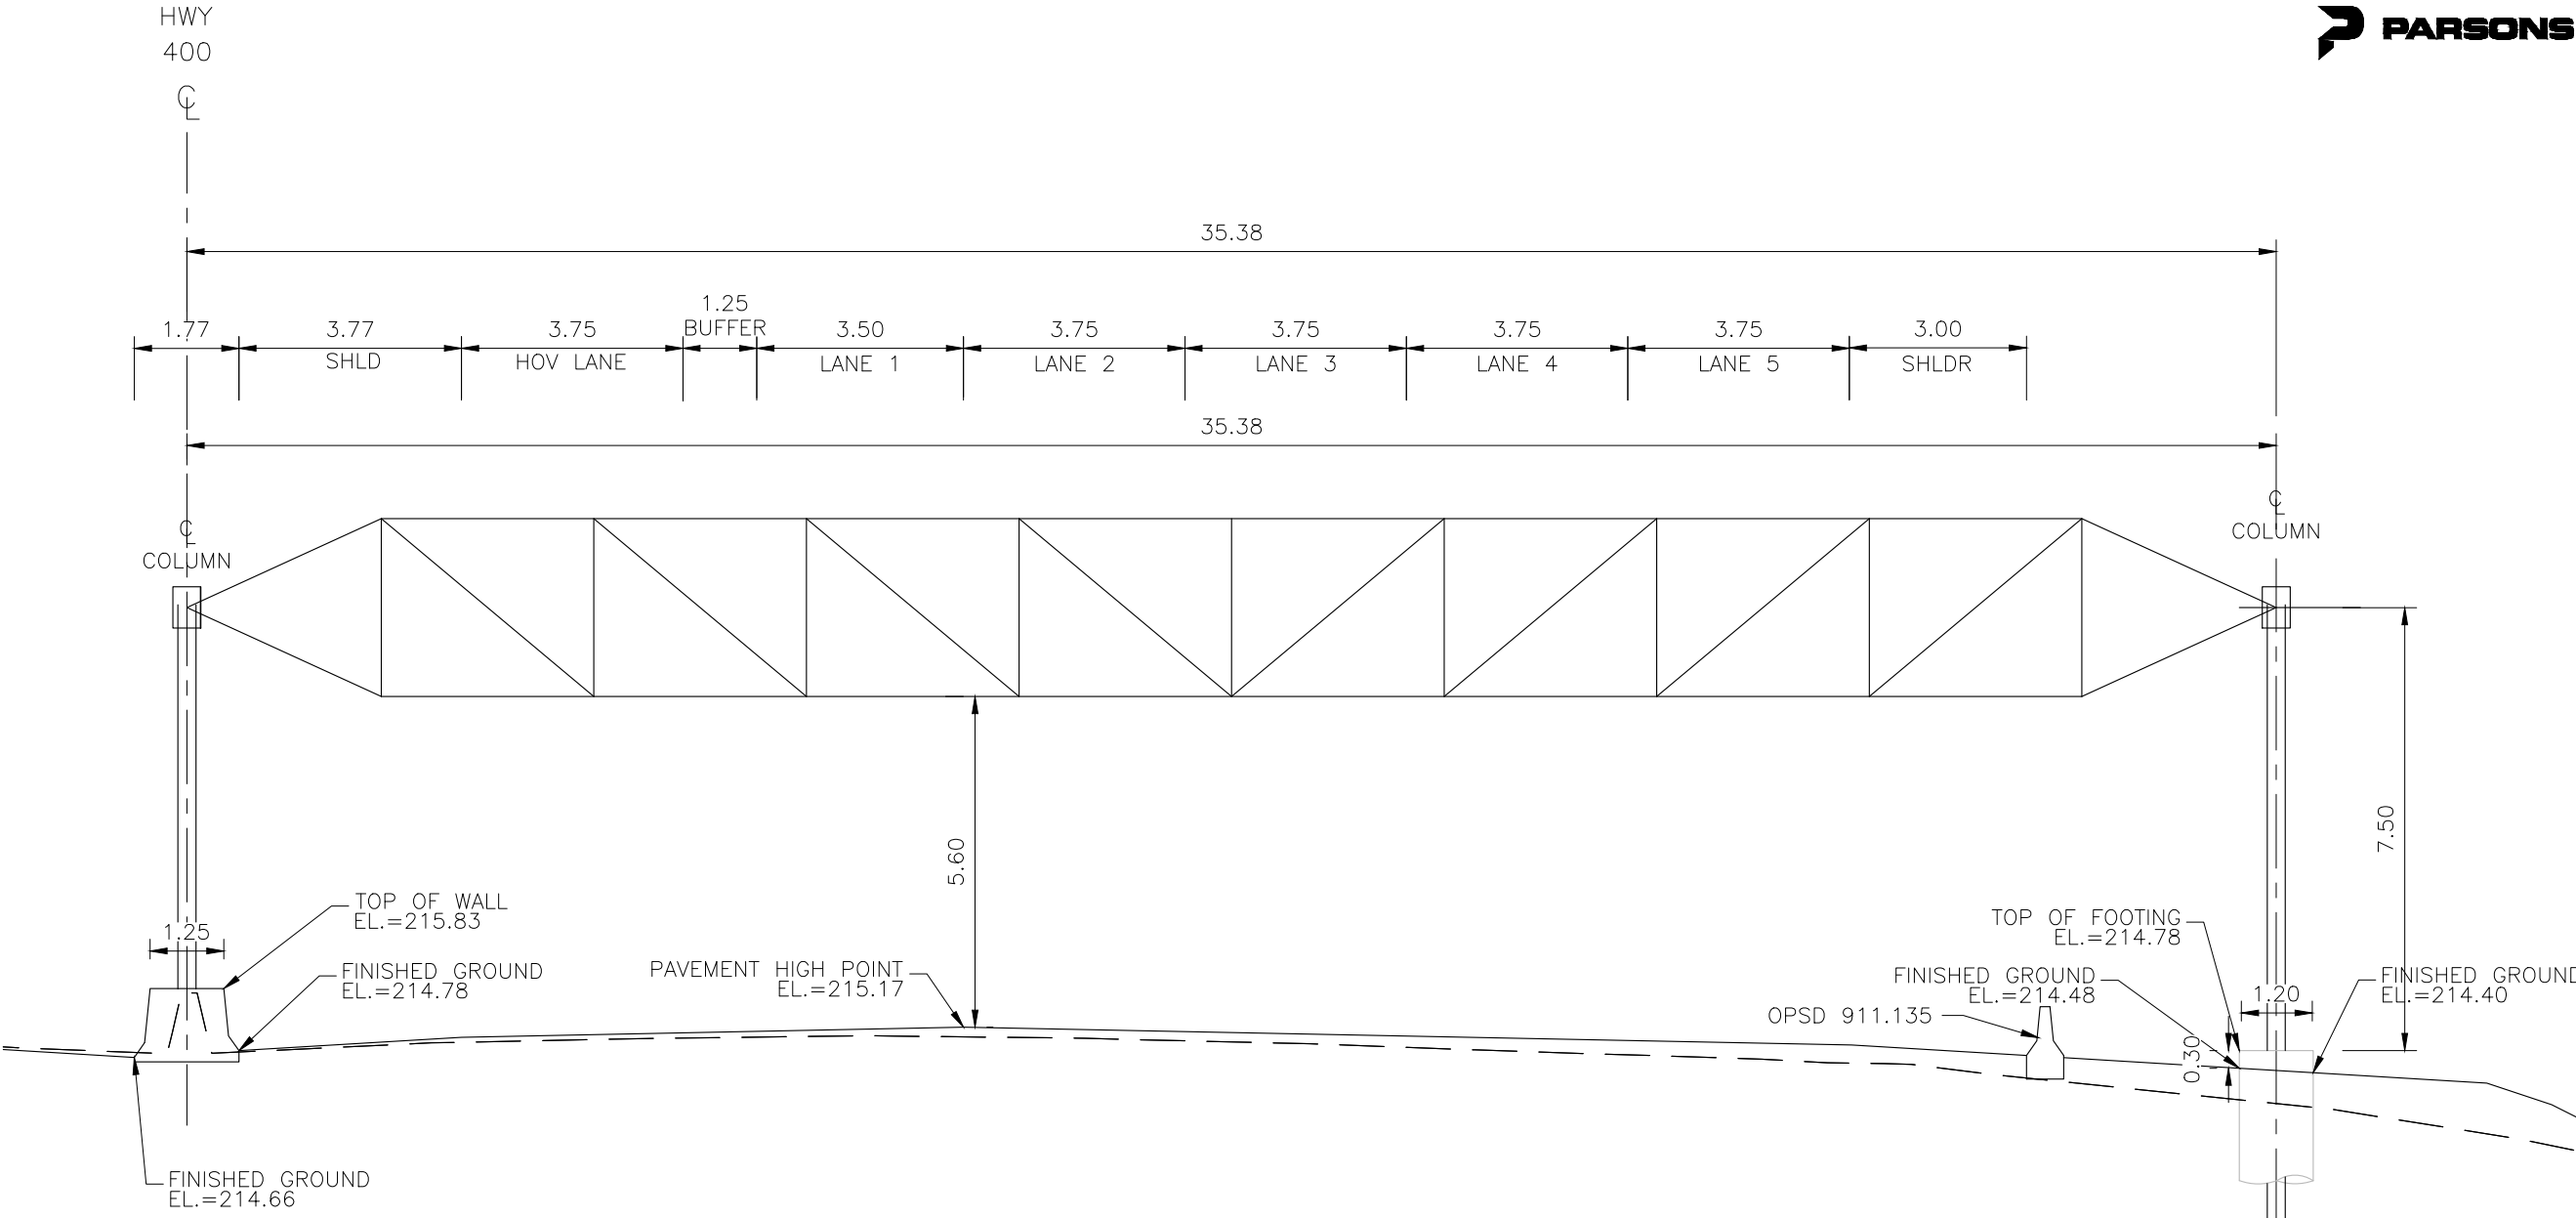 HWY
400
℄
PARSONS
35.38
1.25
BUFFER
1.77
3.77
3.75
3.50
3.75
3.75
3.75
3.75
3.00
SHLD
HOV LANE
LANE 1
LANE 2
LANE 3
LANE 4
LANE 5
SHLDR
35.38
℄
COLUMN
℄
COLUMN
5.60
7.50
TOP OF WALL
EL.=215.83
1.25
FINISHED GROUND
EL.=214.78
PAVEMENT HIGH POINT
EL.=215.17
TOP OF FOOTING
EL.=214.78
FINISHED GROUND
EL.=214.48
OPSD 911.135
0.30
1.20
FINISHED GROUND
EL.=214.40
FINISHED GROUND
EL.=214.66